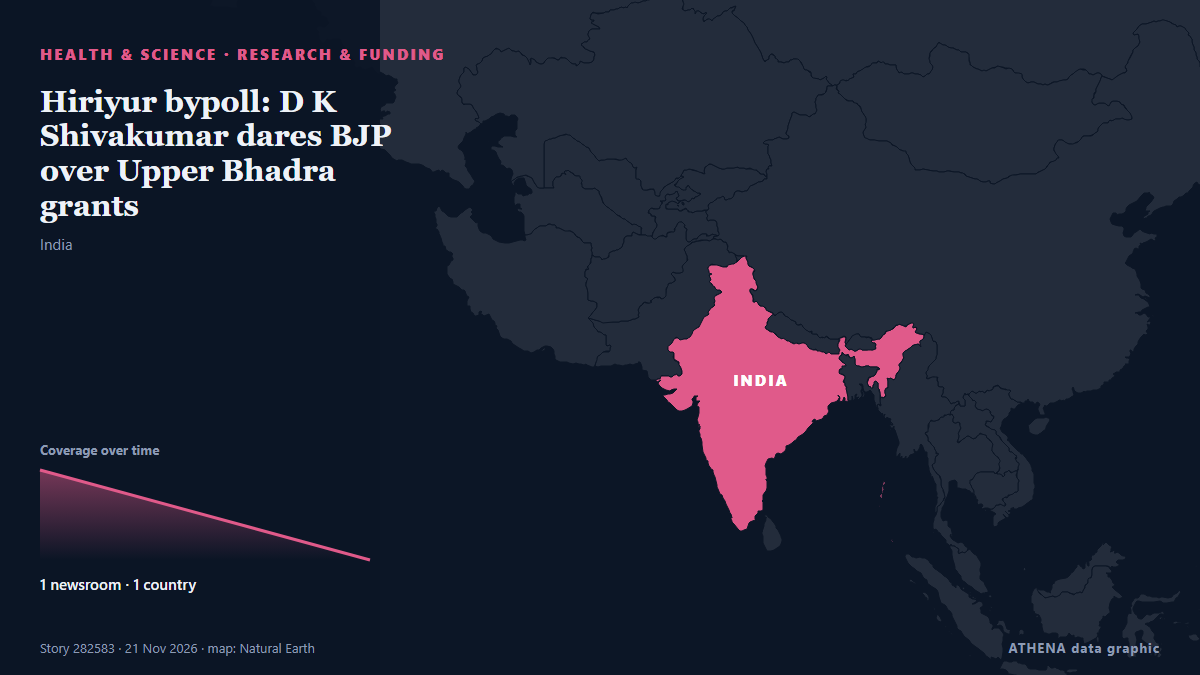 HEALTH & SCIENCE · RESEARCH & FUNDING
Hiriyur bypoll: D K
Shivakumar dares BJP
over Upper Bhadra
grants
India
INDIA
Coverage over time
1 newsroom · 1 country
Story 282583 · 21 Nov 2026 · map: Natural Earth
ATHENA data graphic